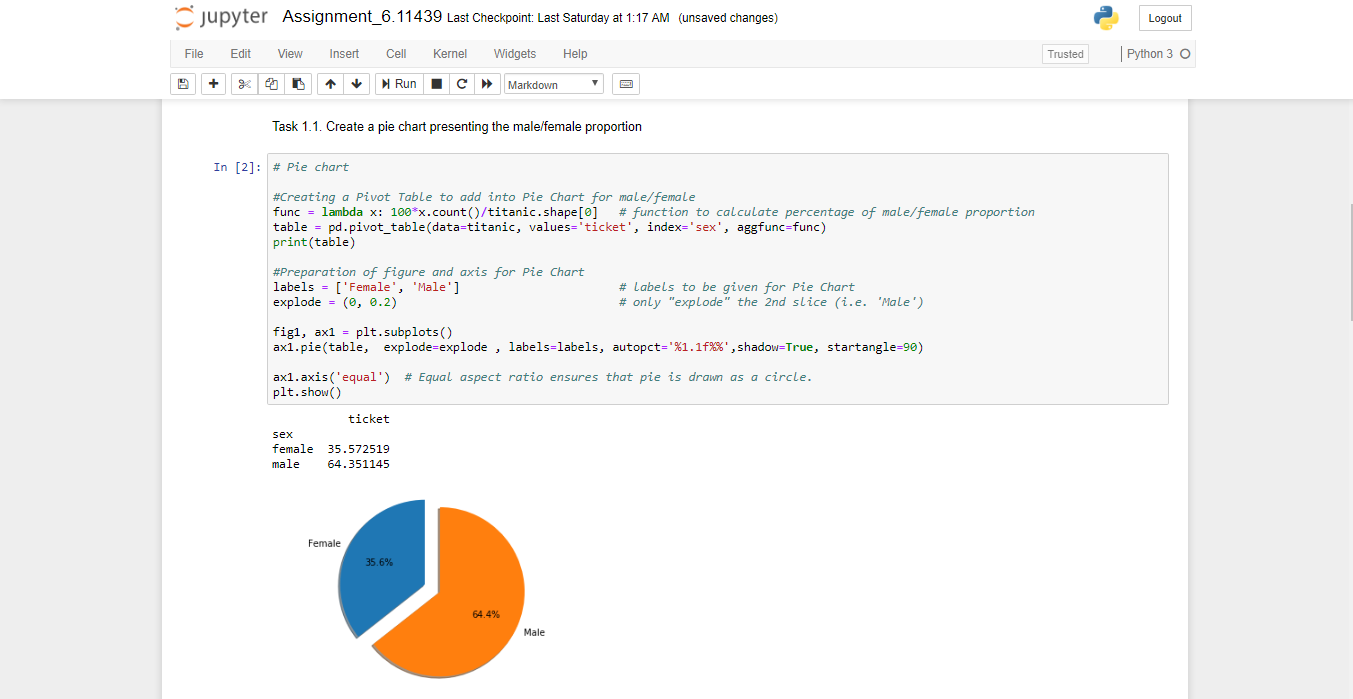 jupyter Assignment_6.11439 Last Checkpoint: Last Saturday at 1:17 AM (unsaved changes) Logout
File Edit View Insert Cell Kernel Widgets Help Trusted Python 3
Run Markdown
Task 1.1. Create a pie chart presenting the male/female proportion
In [2]: # Pie chart
#Creating a Pivot Table to add into Pie Chart for male/female
func = lambda x: 100*x.count()/titanic.shape[0] # function to calculate percentage of male/female proportion
table = pd.pivot_table(data=titanic, values='ticket', index='sex', aggfunc=func)
print(table)
#Preparation of figure and axis for Pie Chart
labels = ['Female', 'Male'] # labels to be given for Pie Chart
explode = (0, 0.2) # only "explode" the 2nd slice (i.e. 'Male')
fig1, ax1 = plt.subplots()
ax1.pie(table, explode=explode , labels=labels, autopct='%1.1f%%',shadow=True, startangle=90)
ax1.axis('equal') # Equal aspect ratio ensures that pie is drawn as a circle.
plt.show()
ticket
sex
female 35.572519
male 64.351145
Female
35.6%
64.4%
Male